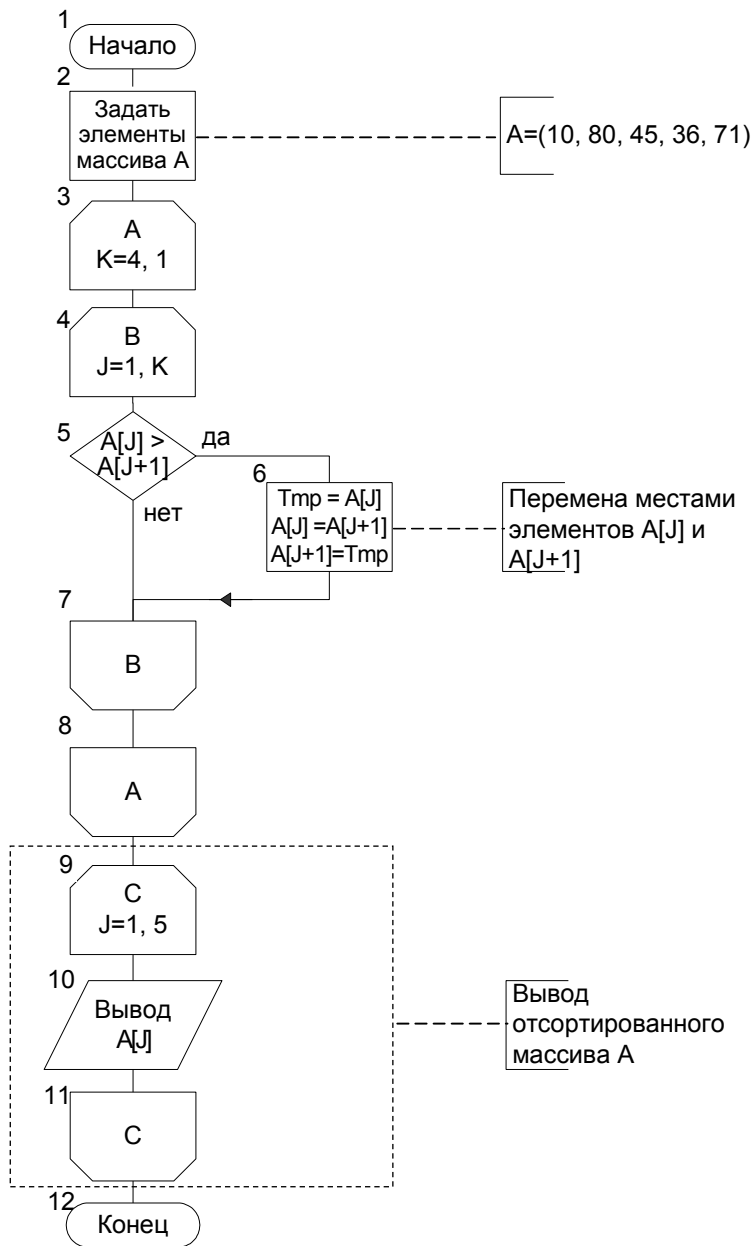 1
Начало
2
Задать
элементы
массива А
А=(10, 80, 45, 36, 71)
3
А
K=4, 1
4
В
J=1, K
5
A[J] >
A[J+1]
да
нет
6
Tmp = A[J]
A[J] =A[J+1]
A[J+1]=Tmp
Перемена местами
элементов A[J] и
A[J+1]
7
В
8
А
9
С
J=1, 5
10
Вывод
A[J]
Вывод
отсортированного
массива А
11
С
12
Конец